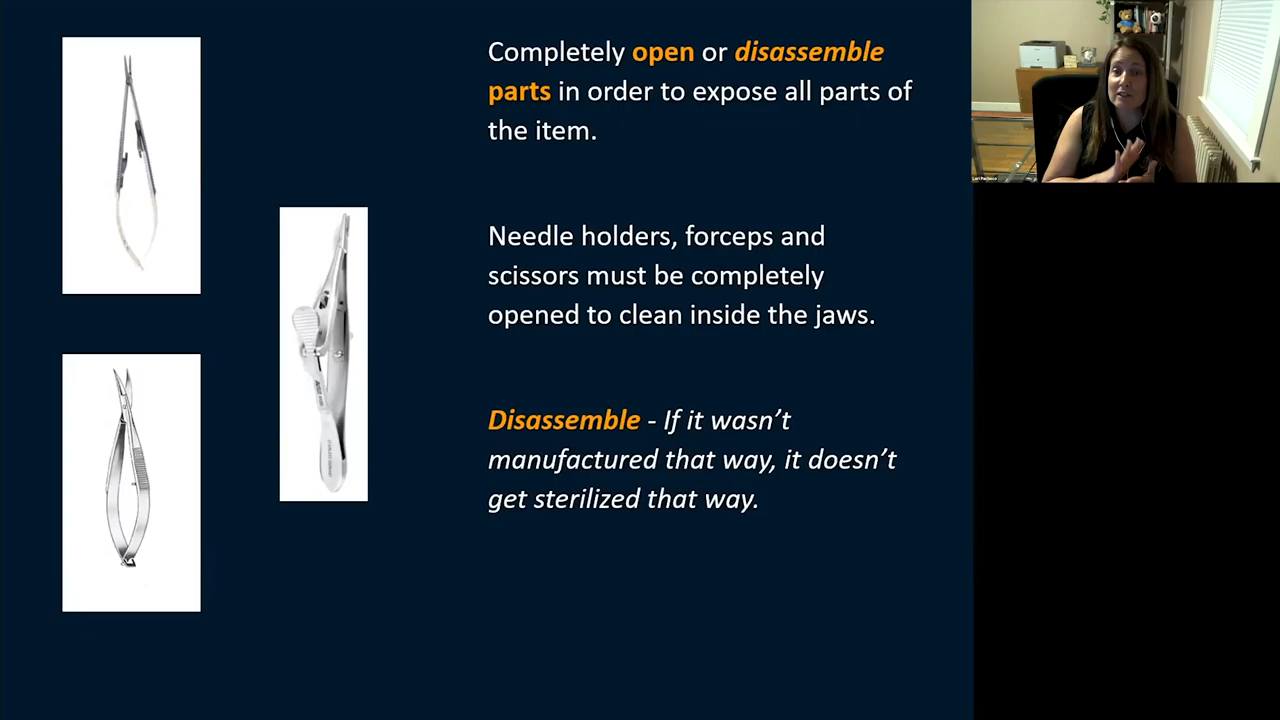 Completely open or disassemble
parts in order to expose all parts of
the item.
Needle holders, forceps and
scissors must be completely
opened to clean inside the jaws.
Disassemble - If it wasn’t
manufactured that way, it doesn’t
get sterilized that way.
Lori Pacheco